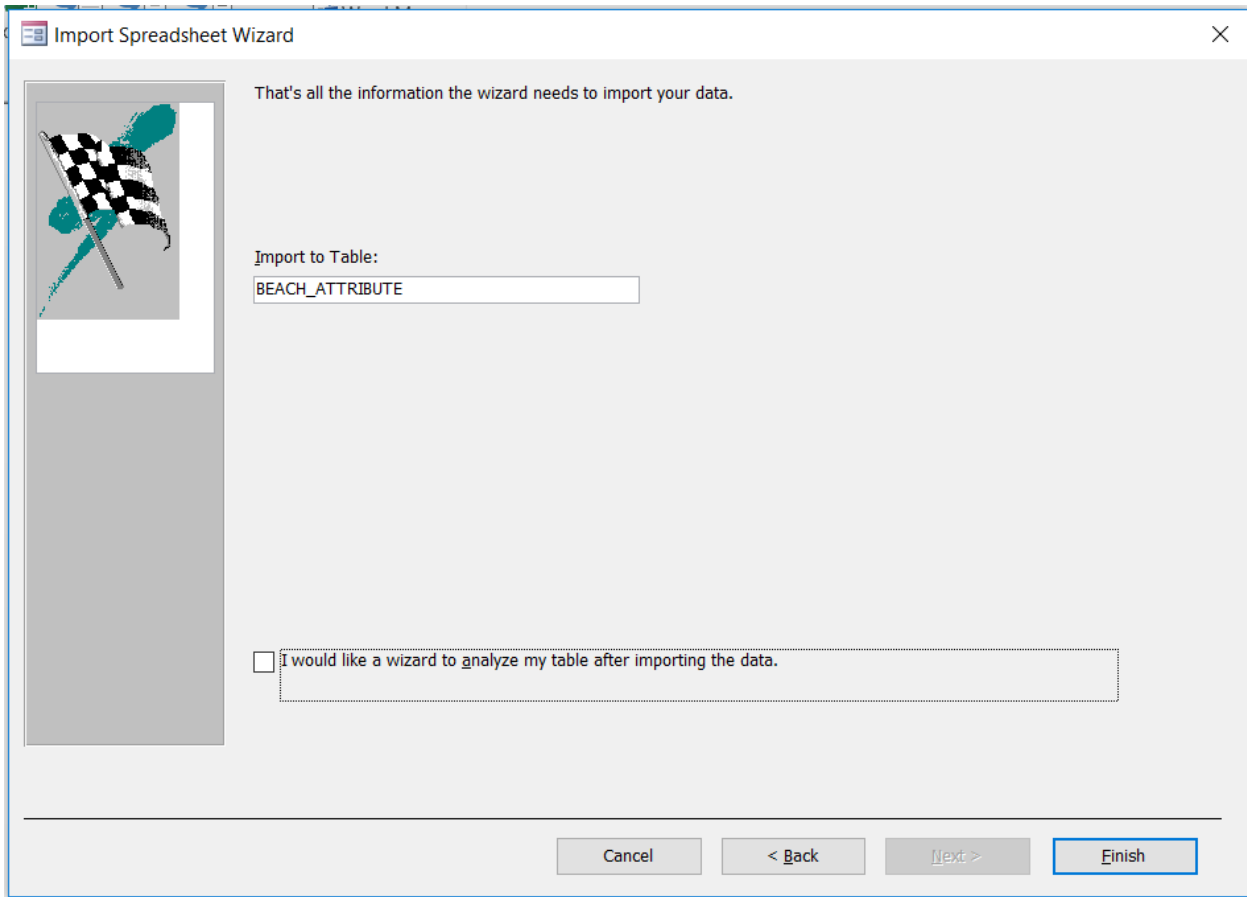 Import Spreadsheet Wizard
That's all the information the wizard needs to import your data.
Import to Table:
BEACH_ATTRIBUTE
I would like a wizard to analyze my table after importing the data.
Cancel
< Back
Next >
Finish